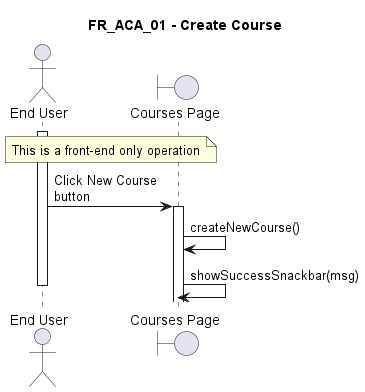 FR_ACA_01 - Create Course
End User
Courses Page
This is a front-end only operation
Click New Course
button
createNewCourse()
showSuccessSnackbar(msg)
End User
Courses Page